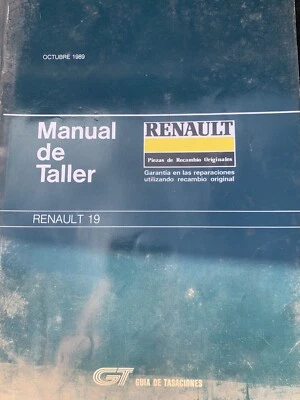 OCTUBRE 1989
Manual
de
Taller
RENAULT
Piezas de Recambio Originales
Garantía en las reparaciones
utilizando recambio original
RENAULT 19
GT GUIA DE TASACIONES